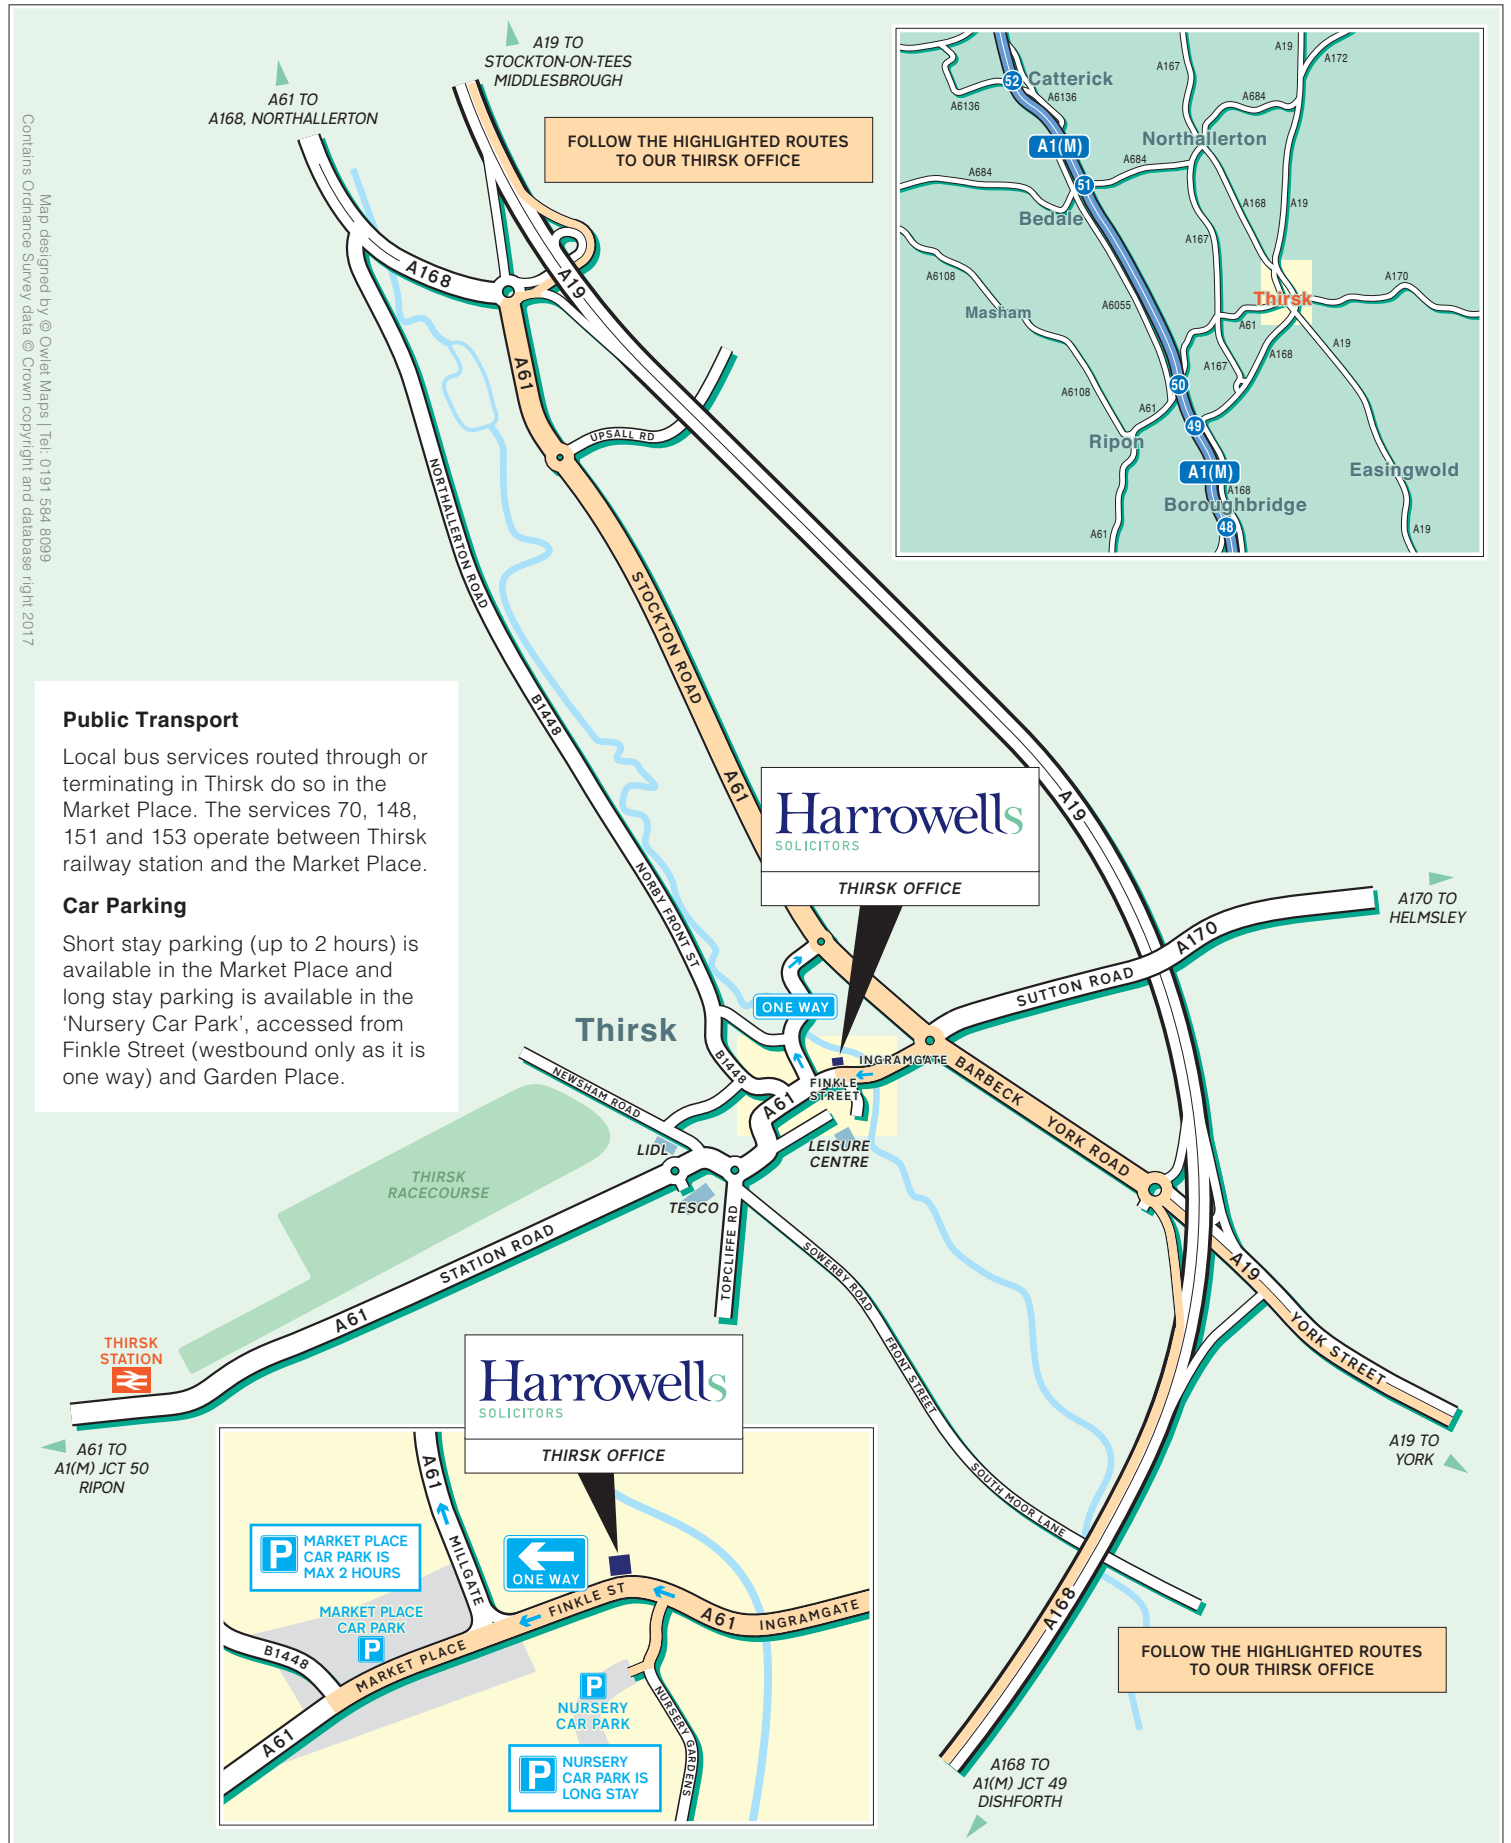 A19 TO
STOCKTON-ON-TEES
MIDDLESBROUGH
A61 TO
A168, NORTHALLERTON
FOLLOW THE HIGHLIGHTED ROUTES
TO OUR THIRSK OFFICE
Map designed by © Owlet Maps | Tel: 0191 584 8099
Contains Ordnance Survey data © Crown copyright and database right 2017
A19
A172
A167
52
Catterick
A6136
A6136
A684
A1(M)
Northallerton
A684
A684
51
Bedale
A168
A19
A167
A6108
A170
A6055
Thirsk
Masham
A61
A19
A168
A167
50
A6108
A61
49
Ripon
A1(M)
Easingwold
A168
Boroughbridge
48
A61
A19
A168
A19
A61
UPSALL RD
NORTHALLERTON ROAD
STOCKTON ROAD
B1448
A61
A19
Public Transport
Local bus services routed through or
terminating in Thirsk do so in the
Market Place. The services 70, 148,
151 and 153 operate between Thirsk
railway station and the Market Place.
Car Parking
Short stay parking (up to 2 hours) is
available in the Market Place and
long stay parking is available in the
‘Nursery Car Park’, accessed from
Finkle Street (westbound only as it is
one way) and Garden Place.
Harrowells
SOLICITORS
THIRSK OFFICE
NORBY FRONT ST
A170 TO
HELMSLEY
A170
SUTTON ROAD
ONE WAY
Thirsk
INGRAMGATE
BARBECK
B1448
FINKLE
STREET
A61
NEWSHAM ROAD
YORK ROAD
LIDL
LEISURE
CENTRE
THIRSK
RACECOURSE
TESCO
TOPCLIFFE RD
STATION ROAD
SOWERBY ROAD
A19
A61
YORK STREET
THIRSK
STATION
FRONT STREET
A61 TO
A1(M) JCT 50
RIPON
A19 TO
YORK
Harrowells
SOLICITORS
THIRSK OFFICE
SOUTH MOOR LANE
A61
P
MARKET PLACE
CAR PARK IS
MAX 2 HOURS
MILLGATE
ONE WAY
MARKET PLACE
CAR PARK
P
FINKLE ST
A61
INGRAMGATE
B1448
MARKET PLACE
A61
P
NURSERY
CAR PARK
NURSERY GARDENS
P
NURSERY
CAR PARK IS
LONG STAY
A168
FOLLOW THE HIGHLIGHTED ROUTES
TO OUR THIRSK OFFICE
A168 TO
A1(M) JCT 49
DISHFORTH